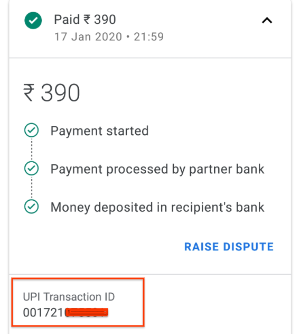 Paid ₹ 390
17 Jan 2020 • 21:59
₹ 390
Payment started
Payment processed by partner bank
Money deposited in recipient's bank
RAISE DISPUTE
UPI Transaction ID
001721